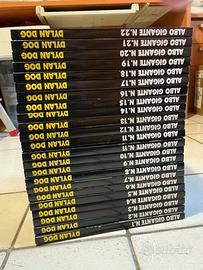 ALBO GIGANTE N.1 DYLAN DOG
ALBO GIGANTE N.2 DYLAN DOG
ALBO GIGANTE N.3 DYLAN DOG
ALBO GIGANTE N.4 DYLAN DOG
ALBO GIGANTE N.5 DYLAN DOG
ALBO GIGANTE N.6 DYLAN DOG
ALBO GIGANTE N.7 DYLAN DOG
ALBO GIGANTE N.8 DYLAN DOG
ALBO GIGANTE N.9 DYLAN DOG
ALBO GIGANTE N.10 DYLAN DOG
ALBO GIGANTE N.11 DYLAN DOG
ALBO GIGANTE N.12 DYLAN DOG
ALBO GIGANTE N.13 DYLAN DOG
ALBO GIGANTE N.14 DYLAN DOG
ALBO GIGANTE N.15 DYLAN DOG
ALBO GIGANTE N.16 DYLAN DOG
ALBO GIGANTE N.17 DYLAN DOG
ALBO GIGANTE N.18 DYLAN DOG
ALBO GIGANTE N.19 DYLAN DOG
ALBO GIGANTE N.20 DYLAN DOG
ALBO GIGANTE N.21 DYLAN DOG
ALBO GIGANTE N.22 DYLAN DOG